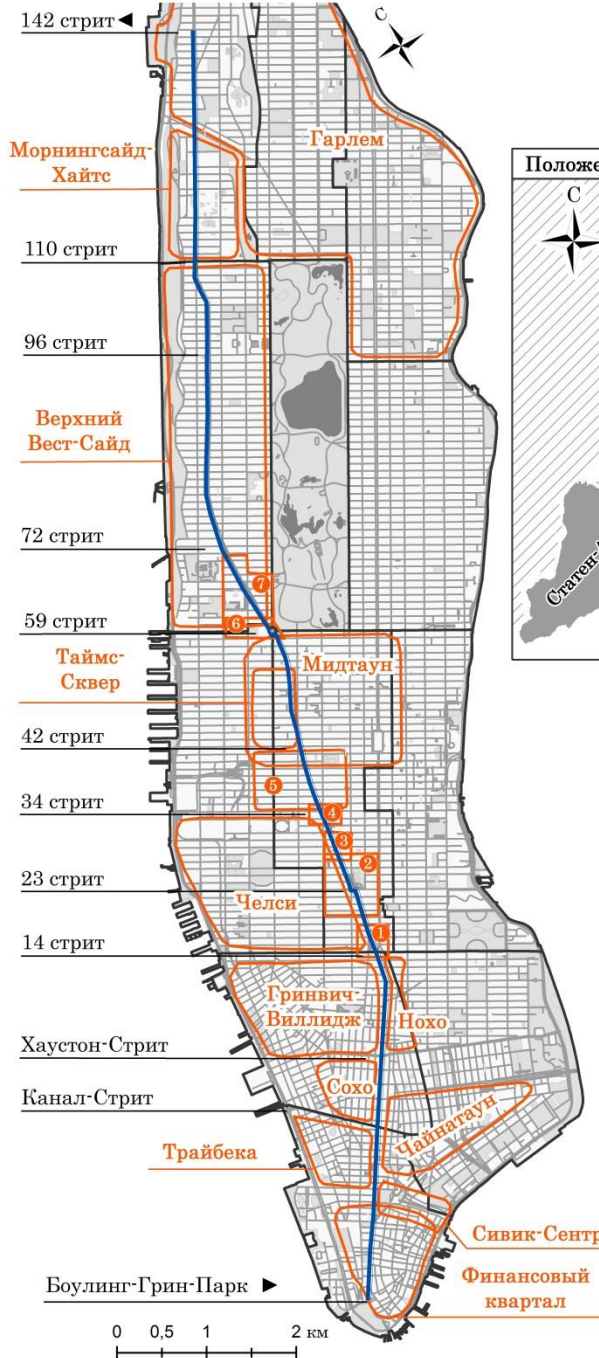 142 стрит
С
Гарлем
Морнингсайд-
Хайтс
Положе
С
110 стрит
96 стрит
Верхний
Вест-Сайд
72 стрит
7
Статен-
6
59 стрит
Таймс-
Сквер
Мидтаун
42 стрит
5
34 стрит
4
3
2
23 стрит
Челси
1
14 стрит
Гринвич-
Виллидж
Нохо
Хаустон-Стрит
Сохо
Канал-Стрит
Чайнатаун
Трайбека
Сивик-Сентр
Боулинг-Грин-Парк
Финансовый
квартал
0 0,5 1 2 км